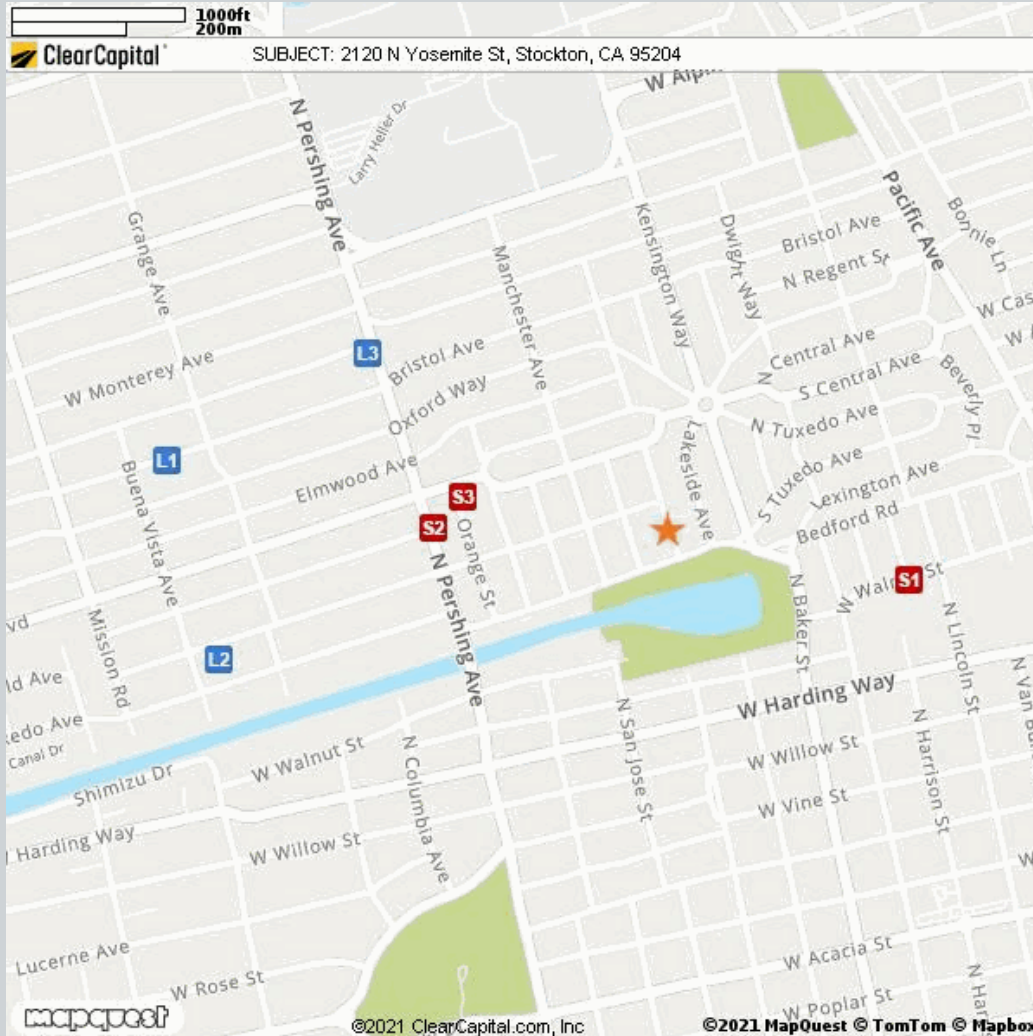 1000ft
200m
ClearCapital
SUBJECT: 2120 N Yosemite St, Stockton, CA 95204
N Pershing Ave
Larry Heller Dr
Pacific Ave
Bonnie Ln
Grange Ave
Kensington Way
Dwight Way
Bristol Ave
N Regent St
Manchester Ave
L3
Bristol Ave
W Monterey Ave
Oxford Way
Central Ave
S Central Ave
N
Beverly Pl
N Tuxedo Ave
Lakeside Ave
L1
Elmwood Ave
Buena Vista Ave
S3
S2
Orange St
S Tuxedo Ave
Lexington Ave
Bedford Rd
S1
N Pershing Ave
Mission Rd
L2
N Baker St
N Lincoln St
Canal Dr
Shimizu Dr
W Walnut St
N Columbia Ave
N San Jose St
W Harding Way
N Harrison St
W Willow St
W Vine St
Harding Way
W Willow St
Lucerne Ave
W Rose St
W Acacia St
W Poplar St
mapquest
©2021 ClearCapital.com, Inc
©2021 MapQuest © TomTom © Mapbo